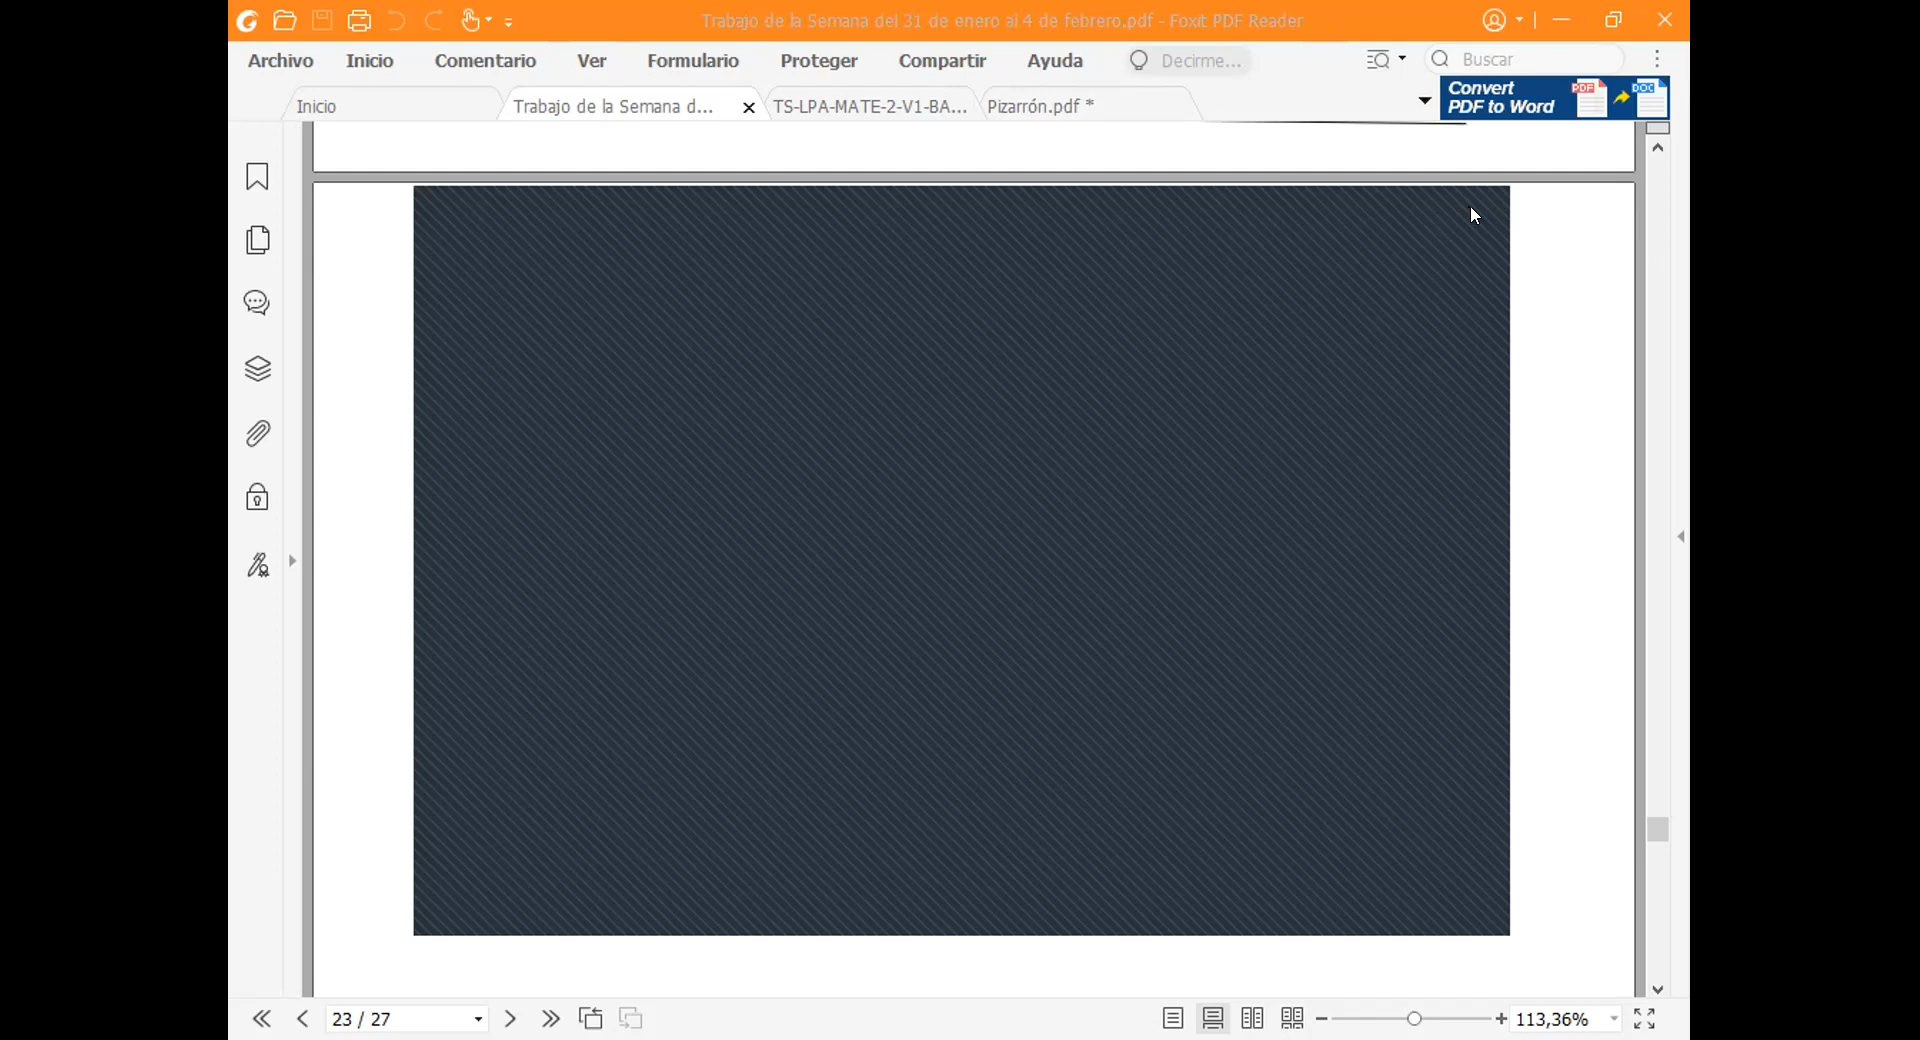 Trabajo de la Semana del 31 de enero al 4 de febrero.pdf - Foxit PDF Reader
Archivo Inicio Comentario Ver Formulario Proteger Compartir Ayuda Decirme... Buscar
Inicio Trabajo de la Semana d... TS-LPA-MATE-2-V1-BA... Pizarrón.pdf *
Convert
PDF to Word
PDF DOC
23 / 27 113,36%